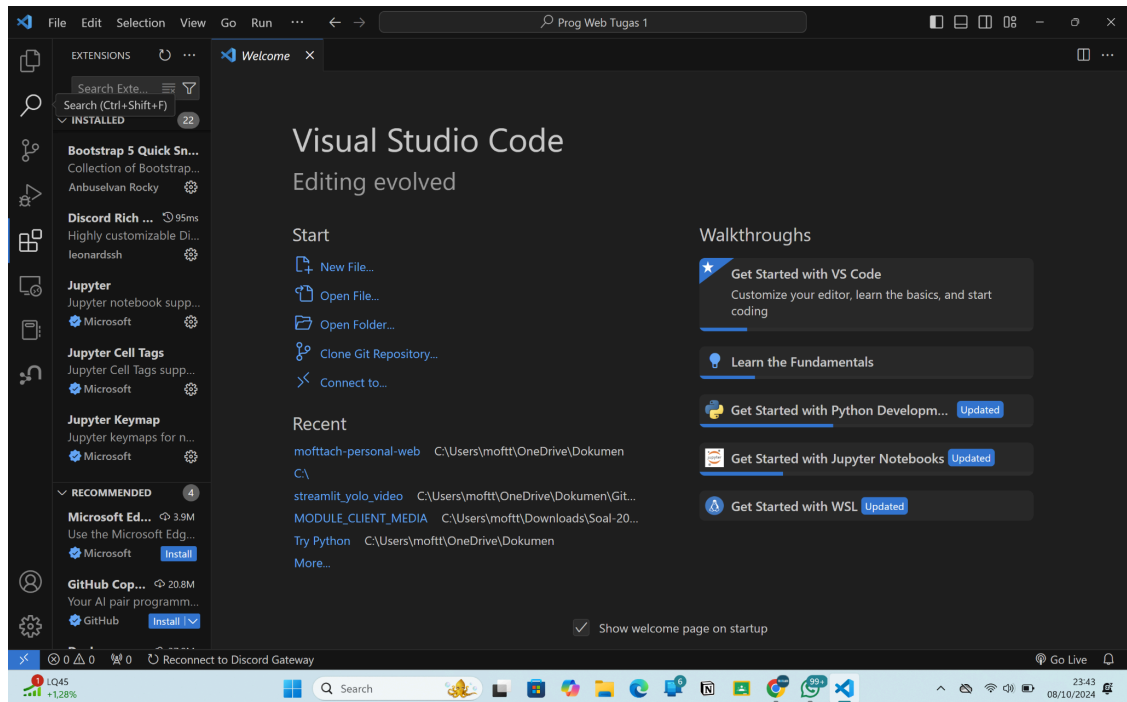 File Edit Selection View Go Run ... Prog Web Tugas 1
EXTENSIONS
Search Exte...
Search (Ctrl+Shift+F)
INSTALLED 22
Bootstrap 5 Quick Sn...
Collection of Bootstrap...
Anbuselvan Rocky
Discord Rich ... 95ms
Highly customizable Di...
leonardssh
Jupyter
Jupyter notebook supp...
Microsoft
Jupyter Cell Tags
Jupyter Cell Tags supp...
Microsoft
Jupyter Keymap
Jupyter keymaps for n...
Microsoft
RECOMMENDED 4
Microsoft Ed... 3.9M
Use the Microsoft Edg...
Microsoft Install
GitHub Cop... 20.8M
Your AI pair programm...
GitHub Install
Welcome
Visual Studio Code
Editing evolved
Start
New File...
Open File...
Open Folder...
Clone Git Repository...
Connect to...
Recent
mofttach-personal-web C:\Users\moftt\OneDrive\Dokumen
C:\
streamlit_yolo_video C:\Users\moftt\OneDrive\Dokumen\Git...
MODULE_CLIENT_MEDIA C:\Users\moftt\Downloads\Soal-20...
Try Python C:\Users\moftt\OneDrive\Dokumen
More...
Walkthroughs
Get Started with VS Code
Customize your editor, learn the basics, and start
coding
Learn the Fundamentals
Get Started with Python Developm... Updated
Get Started with Jupyter Notebooks Updated
Get Started with WSL Updated
Show welcome page on startup
0 0 0 Reconnect to Discord Gateway Go Live
1 LQ45
+1,28%
Search
6
99+
23:43
08/10/2024